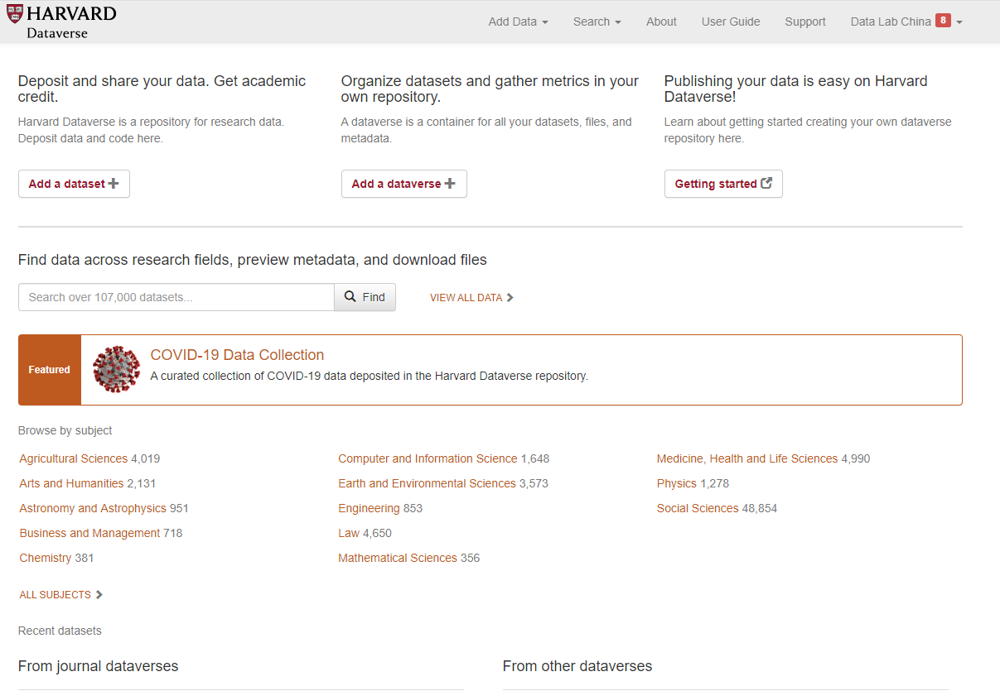 HARVARD
Dataverse
Add Data
Search
About
User Guide
Support
Data Lab China 8
Deposit and share your data. Get academic
credit.
Harvard Dataverse is a repository for research data.
Deposit data and code here.
Add a dataset
Organize datasets and gather metrics in your
own repository.
A dataverse is a container for all your datasets, files, and
metadata.
Add a dataverse
Publishing your data is easy on Harvard
Dataverse!
Learn about getting started creating your own dataverse
repository here.
Getting started
Find data across research fields, preview metadata, and download files
Search over 107,000 datasets...
Find
VIEW ALL DATA
Featured
COVID-19 Data Collection
A curated collection of COVID-19 data deposited in the Harvard Dataverse repository.
Browse by subject
Agricultural Sciences 4,019
Arts and Humanities 2,131
Astronomy and Astrophysics 951
Business and Management 718
Chemistry 381
Computer and Information Science 1,648
Earth and Environmental Sciences 3,573
Engineering 853
Law 4,650
Mathematical Sciences 356
Medicine, Health and Life Sciences 4,990
Physics 1,278
Social Sciences 48,854
ALL SUBJECTS
Recent datasets
From journal dataverses
From other dataverses